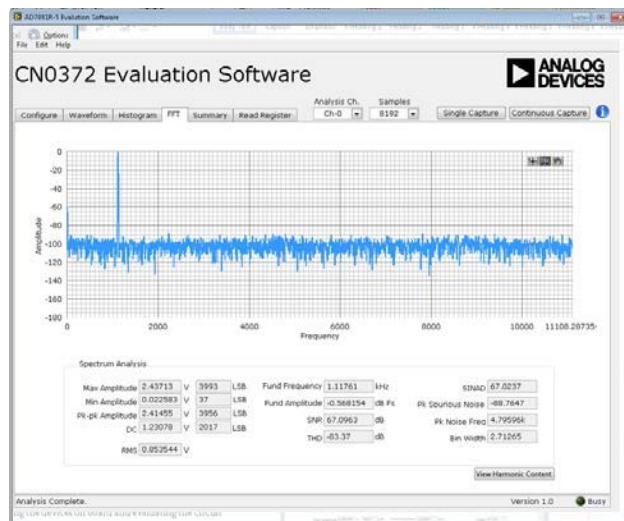 AD7091R-5 Evalution Software
Options
File Edit Help
CN0372 Evaluation Software
ANALOG DEVICES
Analysis Ch. Samples
Configure Waveform Histogram FFT Summary Read Register Ch-0 8192 Single Capture Continuous Capture
0
-20
-40
-60
-80
-100
-120
-140
-160
-180
Amplitude
0 2000 4000 6000 8000 10000
Frequency
Spectrum Analysis
Max Amplitude 2.43713 V 3993 LSB Fund Frequency 1.11761 kHz SINAD 67.0237
Min Amplitude 0.022583 V 37 LSB Fund Amplitude -0.568154 dB Fs Pk Spurious Noise -88.7647
Pk-pk Amplitude 2.41455 V 3956 LSB SNR 67.0963 dB Pk Noise Freq 4.79596k
DC 1.23078 V 2017 LSB THD -83.37 dB Bin Width 2.71265
RMS 0.853544 V
View Harmonic Content
Analysis Complete. Version 1.0 Busy